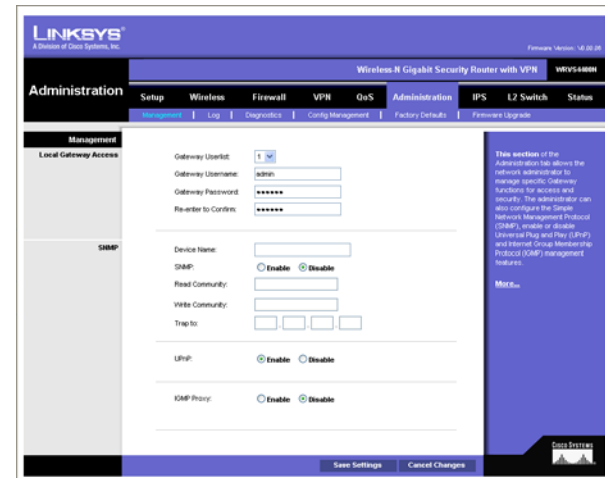 LINKSYS®
A Division of Cisco Systems, Inc.
Firmware Version: V0.00.05
Wireless-N Gigabit Security Router with VPN WRVS4400N
Administration
Setup Wireless Firewall VPN QoS Administration IPS L2 Switch Status
Management | Log | Diagnostics | Config Management | Factory Defaults | Firmware Upgrade
Management
Local Gateway Access
Gateway Userlist: 1
Gateway Username: admin
Gateway Password: ••••••
Re-enter to Confirm: ••••••
SNMP
Device Name:
SNMP: Enable Disable
Read Community:
Write Community:
Trap to: . . .
UPnP: Enable Disable
IGMP Proxy: Enable Disable
This section of the
Administration tab allows the
network administrator to
manage specific Gateway
functions for access and
security. The administrator can
also configure the Simple
Network Management Protocol
(SNMP), enable or disable
Universal Plug and Play (UPnP)
and Internet Group Membership
Protocol (IGMP) management
features.
More...
Save Settings Cancel Changes
CISCO SYSTEMS